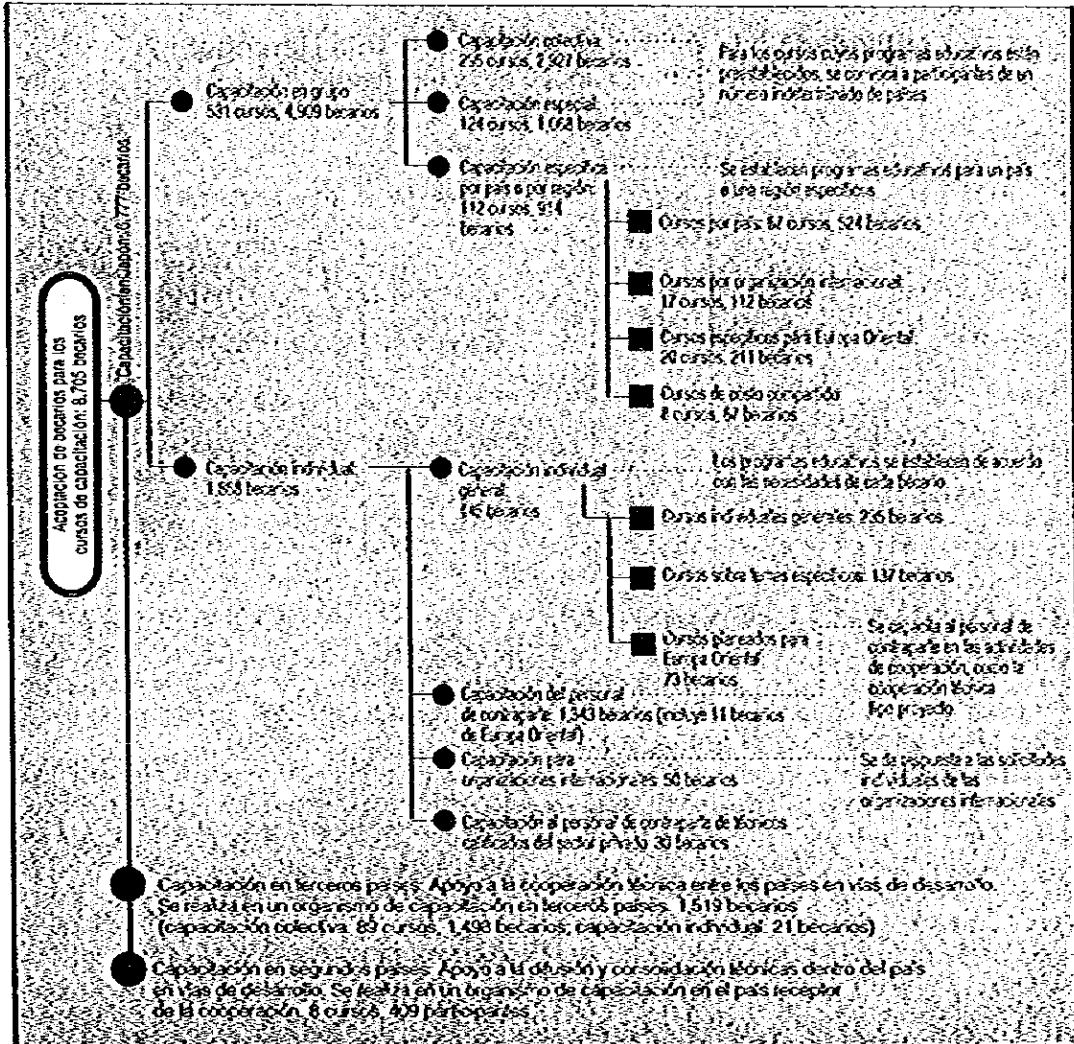 Aceptación de becarios para los
cursos de capacitación: 8.705 becarios
Capacitación en Japón: 6.777 becarios
Capacitación en grupo
531 cursos, 4,909 becarios
Capacitación colectiva
295 cursos, 2,927 becarios
Para los cursos cuyos programas educativos están
preestablecidos, se convoca a participantes de un
número indeterminado de países
Capacitación especial
124 cursos, 1,068 becarios
Capacitación específica
por país o por región
112 cursos, 914
becarios
Se establecen programas educativos para un país
o una región específicos
Cursos por país: 67 cursos, 524 becarios
Cursos por organización internacional
17 cursos, 112 becarios
Cursos específicos para Europa Oriental
20 cursos, 211 becarios
Cursos de costo compartido
8 cursos, 67 becarios
Capacitación individual
1,868 becarios
Capacitación individual
general
445 becarios
Los programas educativos se establecen de acuerdo
con las necesidades de cada becario
Cursos individuales generales: 235 becarios
Cursos sobre temas específicos: 137 becarios
Cursos planeados para
Europa Oriental
73 becarios
Capacitación del personal
de contraparte: 1,343 becarios (incluye 11 becarios
de Europa Oriental)
Se capacita al personal de
contraparte en las actividades
de cooperación, como la
cooperación técnica
tipo proyecto
Capacitación para
organizaciones internacionales: 50 becarios
Se da respuesta a las solicitudes
individuales de las
organizaciones internacionales
Capacitación al personal de contraparte de técnicos
calificados del sector privado: 30 becarios
Capacitación en terceros países: Apoyo a la cooperación técnica entre los países en vías de desarrollo.
Se realiza en un organismo de capacitación en terceros países. 1,519 becarios
(capacitación colectiva: 89 cursos, 1,498 becarios; capacitación individual: 21 becarios)
Capacitación en segundos países: Apoyo a la difusión y consolidación técnicas dentro del país
en vías de desarrollo. Se realiza en un organismo de capacitación en el país receptor
de la cooperación. 8 cursos, 409 participantes